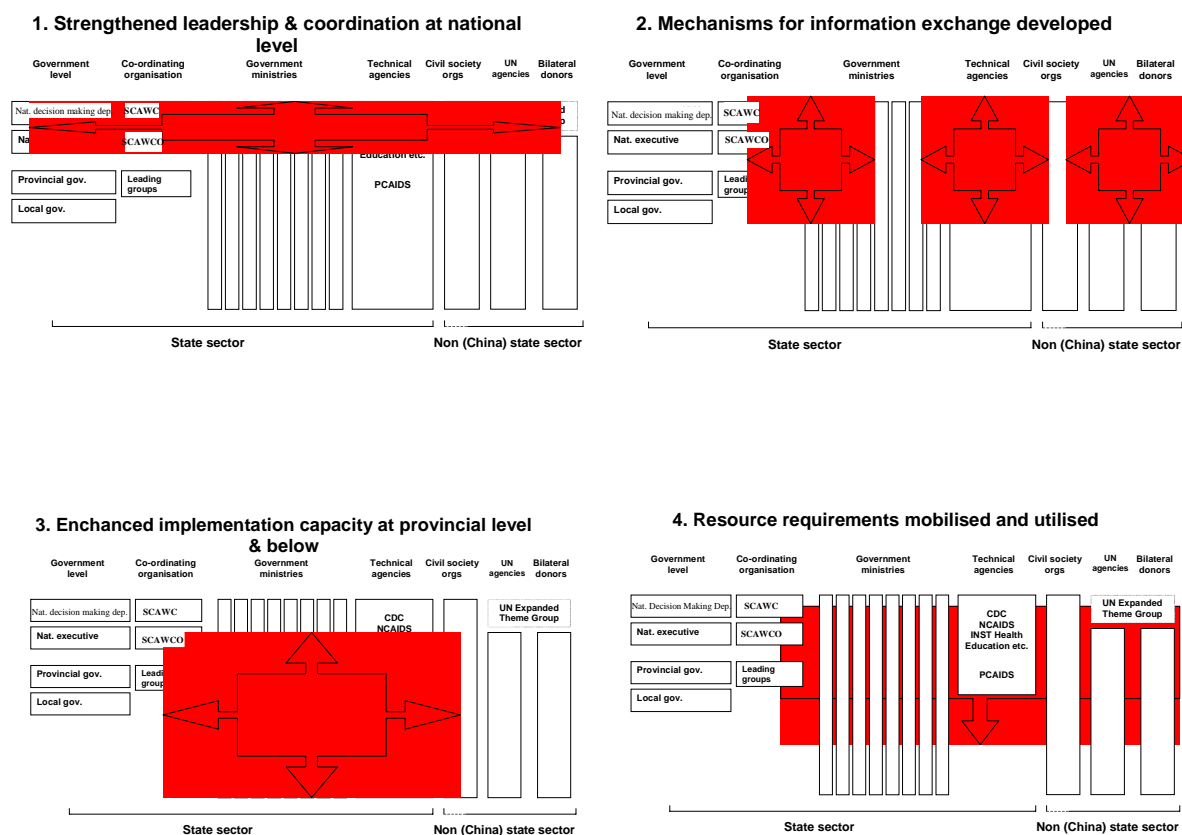 1. Strengthened leadership & coordination at national
level
Government
level
Co-ordinating
organisation
Government
ministries
Technical
agencies
Civil society
orgs
UN
agencies
Bilateral
donors
Nat. decision making dep.
SCAWC
SCAWCO
Education etc.
PCAIDS
Provincial gov.
Leading
groups
Local gov.
State sector
Non (China) state sector
2. Mechanisms for information exchange developed
Government
level
Co-ordinating
organisation
Government
ministries
Technical
agencies
Civil society
orgs
UN
agencies
Bilateral
donors
Nat. decision making dep.
SCAWC
Nat. executive
SCAWCO
Provincial gov.
groups
Local gov.
State sector
Non (China) state sector
3. Enchanced implementation capacity at provincial level
& below
Government
level
Co-ordinating
organisation
Government
ministries
Technical
agencies
Civil society
orgs
UN
agencies
Bilateral
donors
Nat. decision making dep.
SCAWC
CDC
NCAIDS
UN Expanded
Theme Group
Nat. executive
SCAWCO
Provincial gov.
groups
Local gov.
State sector
Non (China) state sector
4. Resource requirements mobilised and utilised
Government
level
Co-ordinating
organisation
Government
ministries
Technical
agencies
Civil society
orgs
UN
agencies
Bilateral
donors
Nat. Decision Making Dep.
SCAWC
CDC
NCAIDS
INST Health
Education etc.
PCAIDS
UN Expanded
Theme Group
Nat. executive
SCAWCO
Provincial gov.
Leading
groups
Local gov.
State sector
Non (China) state sector